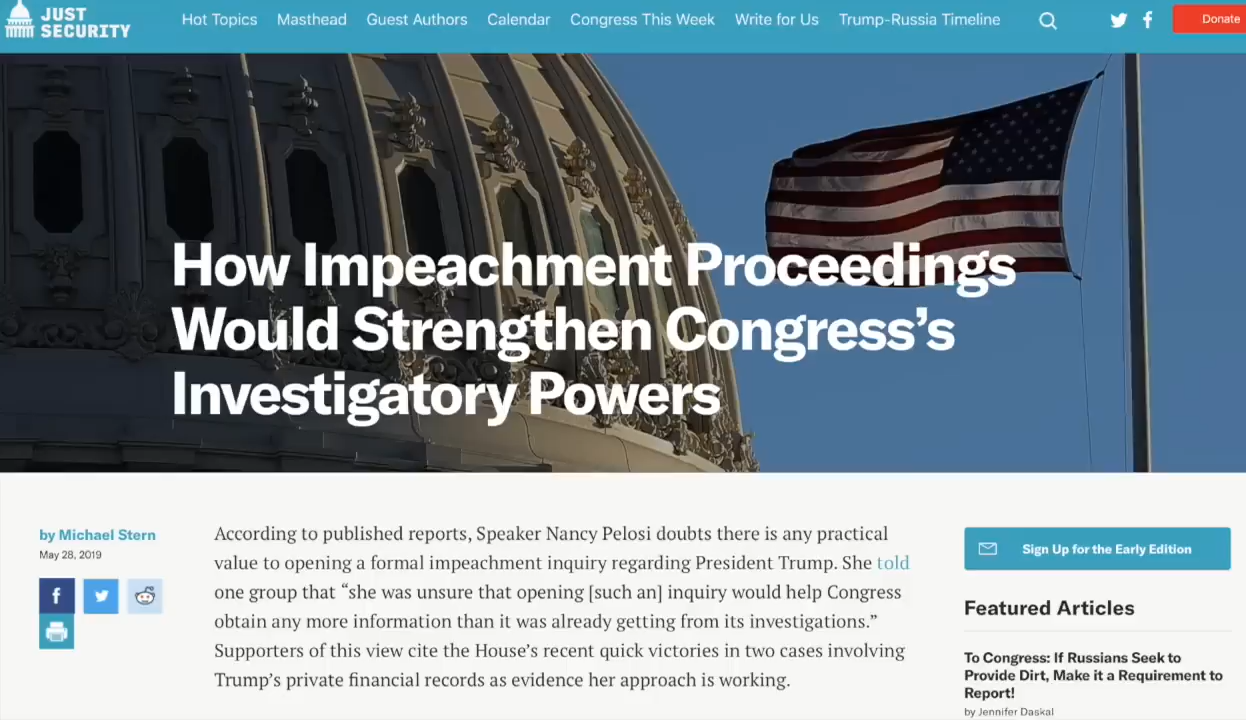 JUST
SECURITY
Hot Topics Masthead Guest Authors Calendar Congress This Week Write for Us Trump-Russia Timeline
Donate
How Impeachment Proceedings
Would Strengthen Congress’s
Investigatory Powers
by Michael Stern
May 28, 2019
According to published reports, Speaker Nancy Pelosi doubts there is any practical
value to opening a formal impeachment inquiry regarding President Trump. She told
one group that “she was unsure that opening [such an] inquiry would help Congress
obtain any more information than it was already getting from its investigations.”
Supporters of this view cite the House’s recent quick victories in two cases involving
Trump’s private financial records as evidence her approach is working.
Sign Up for the Early Edition
Featured Articles
To Congress: If Russians Seek to
Provide Dirt, Make it a Requirement to
Report!
by Jennifer Daskal